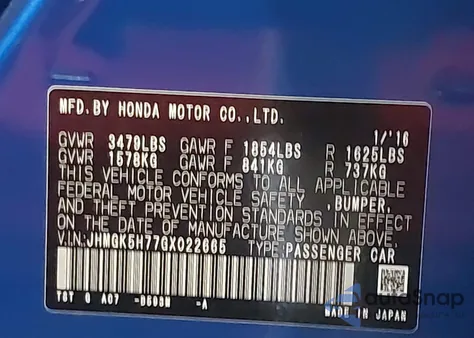 MFD.BY HONDA MOTOR CO.,LTD.
1/'16
GVWR 3479LBS GAWR F 1854LBS R 1625LBS
GVWR 1578KG GAWR F 841KG R 737KG
THIS VEHICLE CONFORMS TO ALL APPLICABLE
FEDERAL MOTOR VEHICLE SAFETY ,BUMPER,
AND THEFT PREVENTION STANDARDS IN EFFECT
ON THE DATE OF MANUFACTURE SHOWN ABOVE.
V.I.N:JHMGK5H77GX022665 TYPE:PASSENGER CAR
-A
MADE IN JAPAN
AutoSnap